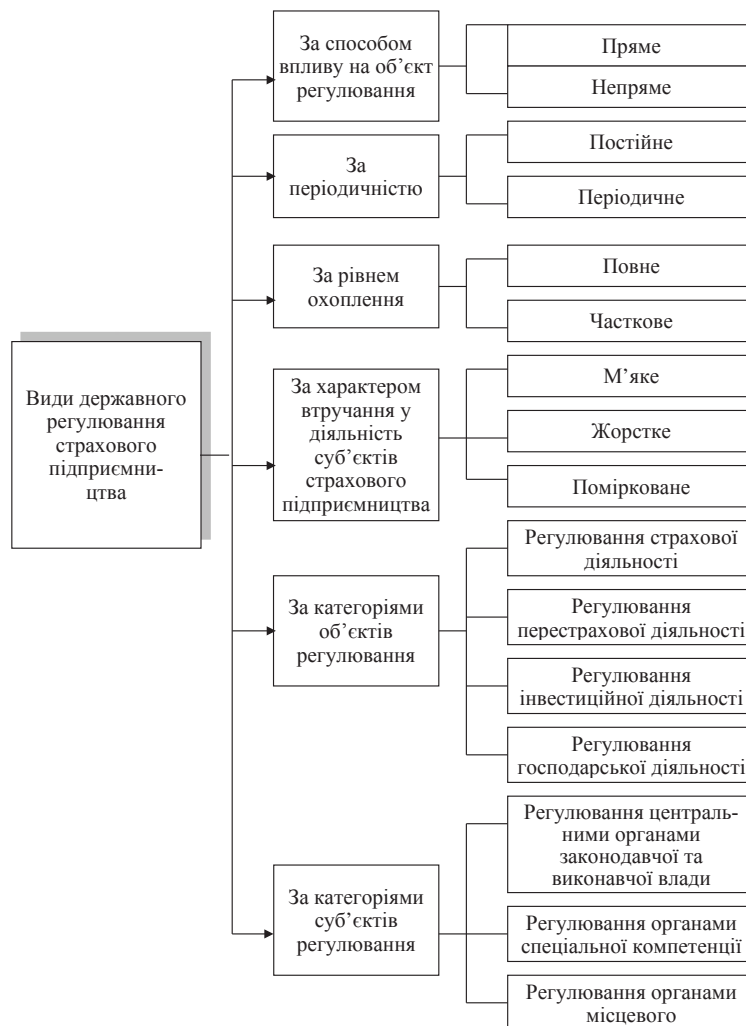 Види державного
регулювання
страхового
підприємни-
цтва
За способом
впливу на об’єкт
регулювання
Пряме
Непряме
За
періодичністю
Постійне
Періодичне
За рівнем
охоплення
Повне
Часткове
За характером
втручання у
діяльність
суб’єктів
страхового
підприємництва
М’яке
Жорстке
Помірковане
За категоріями
об’єктів
регулювання
Регулювання страхової
діяльності
Регулювання
перестрахової діяльності
Регулювання
інвестиційної діяльності
Регулювання
господарської діяльності
За категоріями
суб’єктів
регулювання
Регулювання централь-
ними органами
законодавчої та
виконавчої влади
Регулювання органами
спеціальної компетенції
Регулювання органами
місцевого